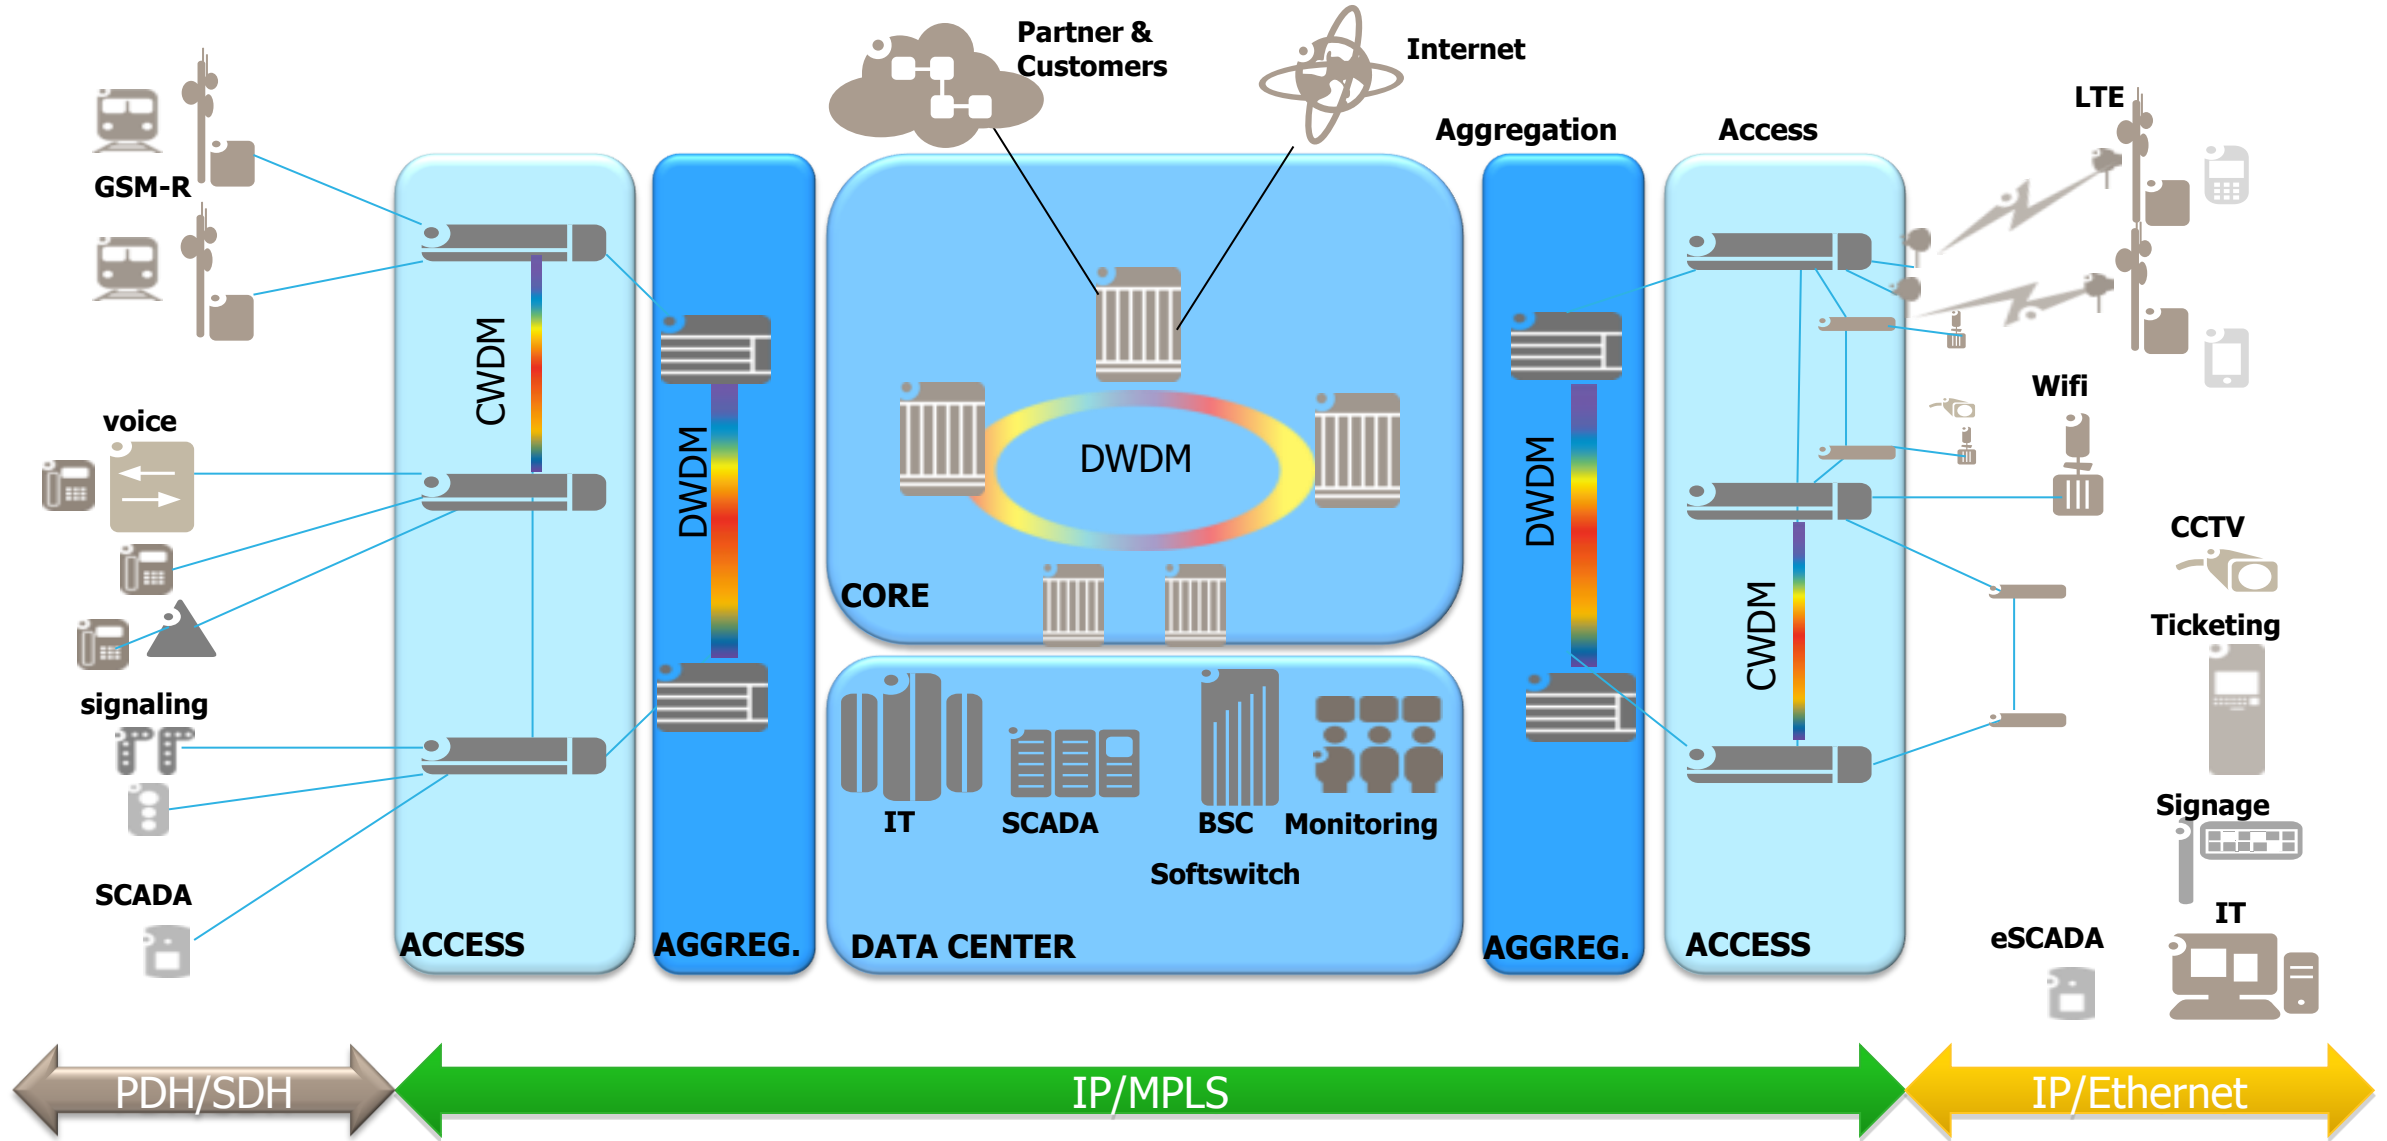 Partner &
Customers
Internet
LTE
Aggregation
Access
GSM-R
CWDM
Wifi
voice
DWDM
DWDM
DWDM
CCTV
CORE
CWDM
Ticketing
signaling
Signage
IT
SCADA
BSC
Monitoring
Softswitch
SCADA
IT
eSCADA
ACCESS
AGGREG.
DATA CENTER
AGGREG.
ACCESS
PDH/SDH
IP/MPLS
IP/Ethernet